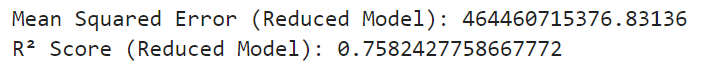 Mean Squared Error (Reduced Model): 464460715376.83136
R² Score (Reduced Model): 0.7582427758667772